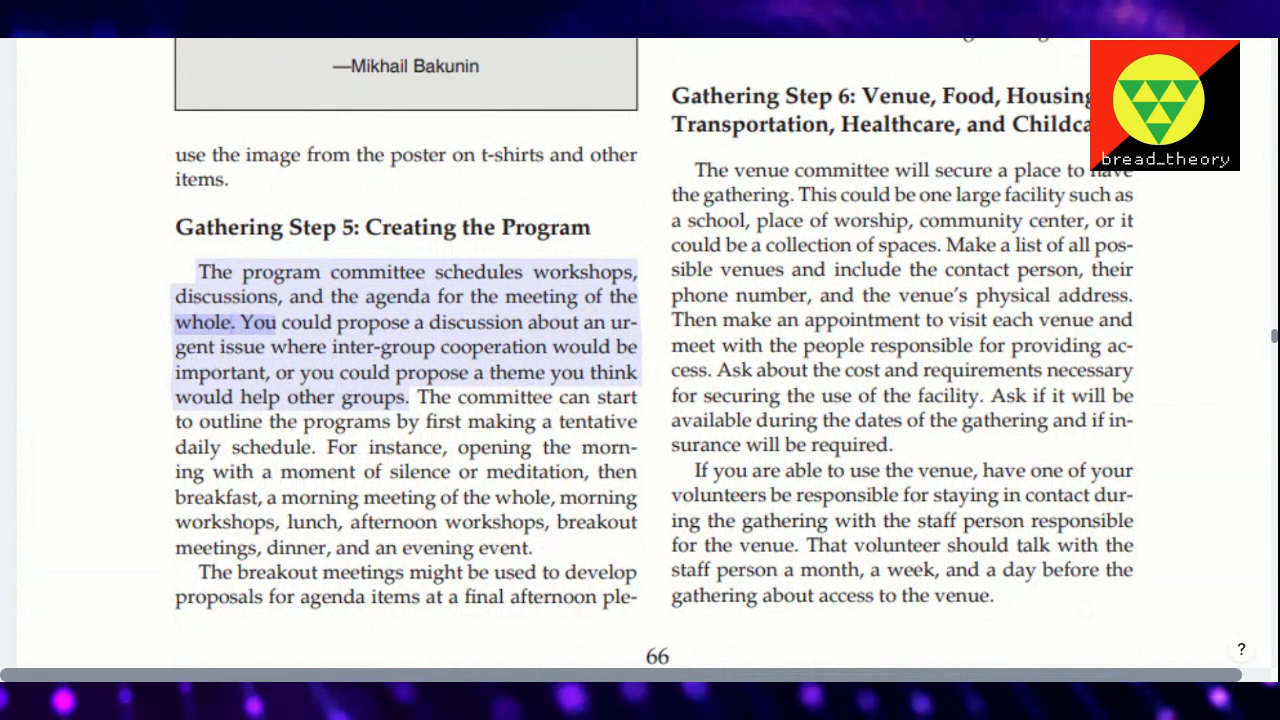 —Mikhail Bakunin
use the image from the poster on t-shirts and other
items.
Gathering Step 5: Creating the Program
The program committee schedules workshops,
discussions, and the agenda for the meeting of the
whole. You could propose a discussion about an ur-
gent issue where inter-group cooperation would be
important, or you could propose a theme you think
would help other groups. The committee can start
to outline the programs by first making a tentative
daily schedule. For instance, opening the morn-
ing with a moment of silence or meditation, then
breakfast, a morning meeting of the whole, morning
workshops, lunch, afternoon workshops, breakout
meetings, dinner, and an evening event.
The breakout meetings might be used to develop
proposals for agenda items at a final afternoon ple-
Gathering Step 6: Venue, Food, Housing
Transportation, Healthcare, and Childca
The venue committee will secure a place to have
the gathering. This could be one large facility such as
a school, place of worship, community center, or it
could be a collection of spaces. Make a list of all pos-
sible venues and include the contact person, their
phone number, and the venue's physical address.
Then make an appointment to visit each venue and
meet with the people responsible for providing ac-
cess. Ask about the cost and requirements necessary
for securing the use of the facility. Ask if it will be
available during the dates of the gathering and if in-
surance will be required.
If you are able to use the venue, have one of your
volunteers be responsible for staying in contact dur-
ing the gathering with the staff person responsible
for the venue. That volunteer should talk with the
staff person a month, a week, and a day before the
gathering about access to the venue.
66
bread_theory
?